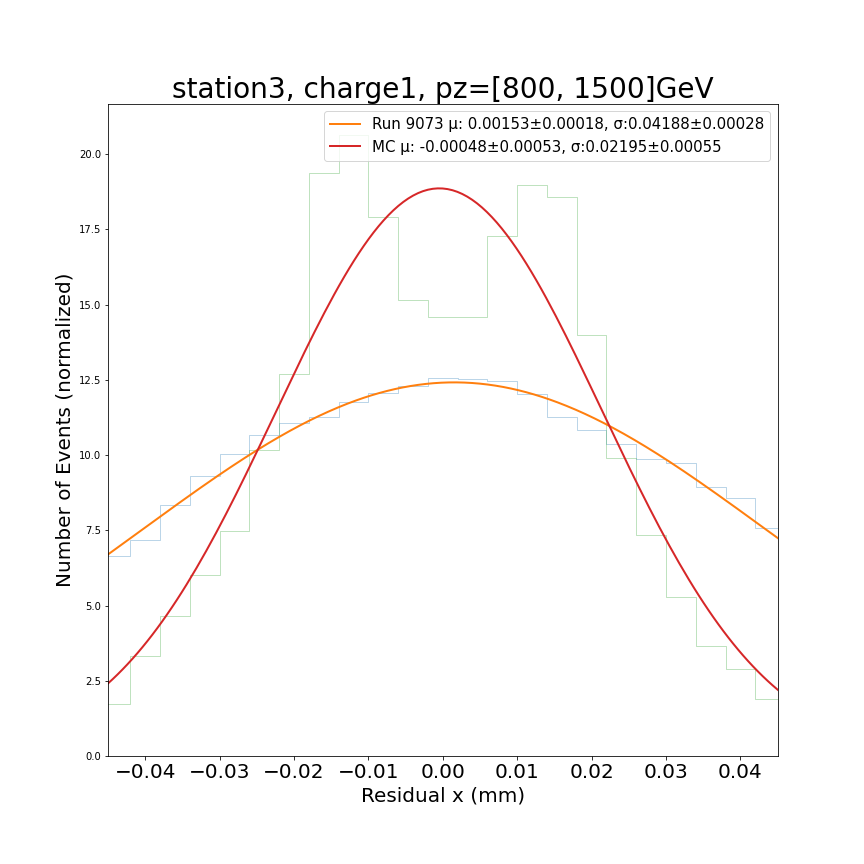 station3, charge1, pz=[800, 1500]GeV
Run 9073 μ: 0.00153±0.00018, σ:0.04188±0.00028
MC μ: -0.00048±0.00053, σ:0.02195±0.00055
20.0
17.5
15.0
12.5
10.0
7.5
5.0
2.5
0.0
Number of Events (normalized)
−0.04 −0.03 −0.02 −0.01 0.00 0.01 0.02 0.03 0.04
Residual x (mm)